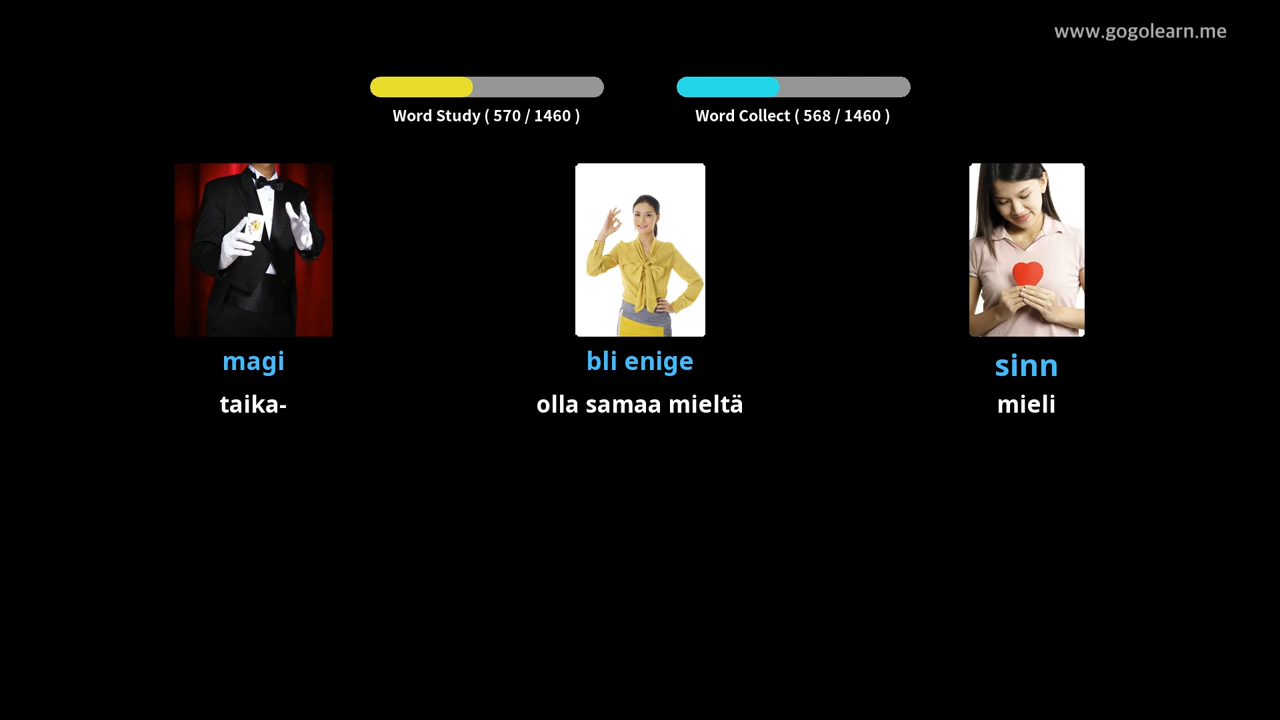 www.gogolearn.me
Word Study ( 570 / 1460 )
Word Collect ( 568 / 1460 )
magi
bli enige
sinn
taika-
olla samaa mieltä
mieli